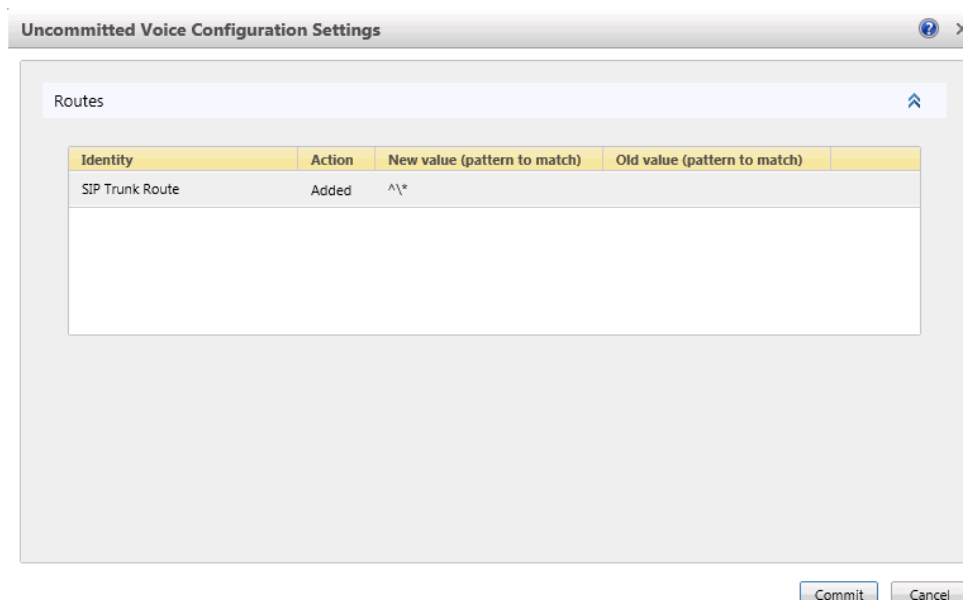 Uncommitted Voice Configuration Settings
Routes
Identity Action New value (pattern to match) Old value (pattern to match)
SIP Trunk Route Added ^\*
Commit Cancel